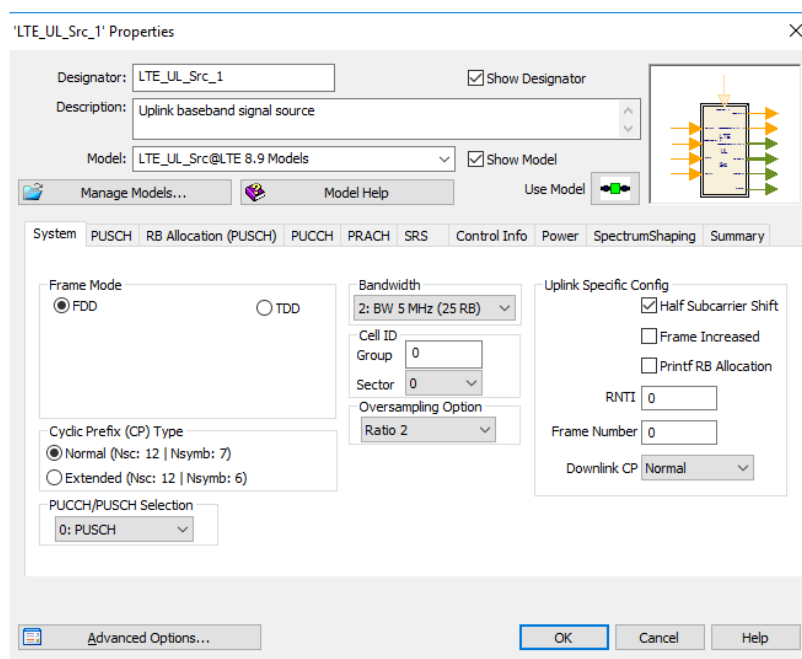 'LTE_UL_Src_1' Properties
Designator: LTE_UL_Src_1
Show Designator
Description: Uplink baseband signal source
Model: LTE_UL_Src@LTE 8.9 Models
Show Model
Manage Models...
Model Help
Use Model
LTE
UL
Src
System PUSCH RB Allocation (PUSCH) PUCCH PRACH SRS Control Info Power SpectrumShaping Summary
Frame Mode
FDD
TDD
Cyclic Prefix (CP) Type
Normal (Nsc: 12 | Nsymb: 7)
Extended (Nsc: 12 | Nsymb: 6)
PUCCH/PUSCH Selection
0: PUSCH
Bandwidth
2: BW 5 MHz (25 RB)
Cell ID
Group 0
Sector 0
Oversampling Option
Ratio 2
Uplink Specific Config
Half Subcarrier Shift
Frame Increased
Printf RB Allocation
RNTI 0
Frame Number 0
Downlink CP Normal
Advanced Options...
OK
Cancel
Help